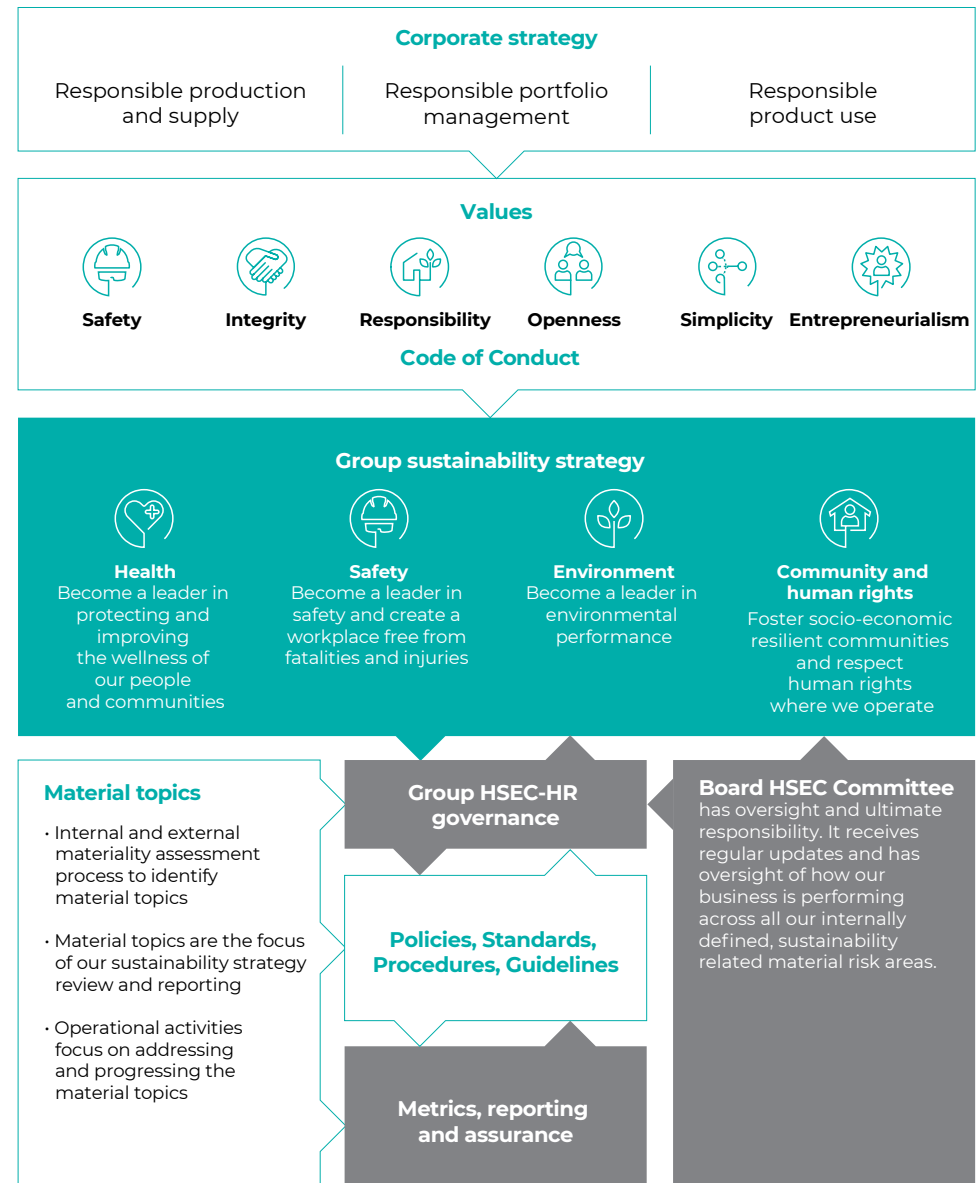 Corporate strategy
Responsible production
and supply
Responsible portfolio
management
Responsible
product use
Values
Safety
Integrity
Responsibility
Openness
Simplicity
Entrepreneurialism
Code of Conduct
Group sustainability strategy
Health
Become a leader in
protecting and
improving
the wellness of
our people
and communities
Safety
Become a leader in
safety and create a
workplace free from
fatalities and injuries
Environment
Become a leader in
environmental
performance
Community and
human rights
Foster socio-economic
resilient communities
and respect
human rights
where we operate
Material topics
• Internal and external
materiality assessment
process to identify
material topics
• Material topics are the focus
of our sustainability strategy
review and reporting
• Operational activities
focus on addressing
and progressing the
material topics
Group HSEC-HR
governance
Policies, Standards,
Procedures, Guidelines
Metrics, reporting
and assurance
Board HSEC Committee
has oversight and ultimate
responsibility. It receives
regular updates and has
oversight of how our
business is performing
across all our internally
defined, sustainability
related material risk areas.